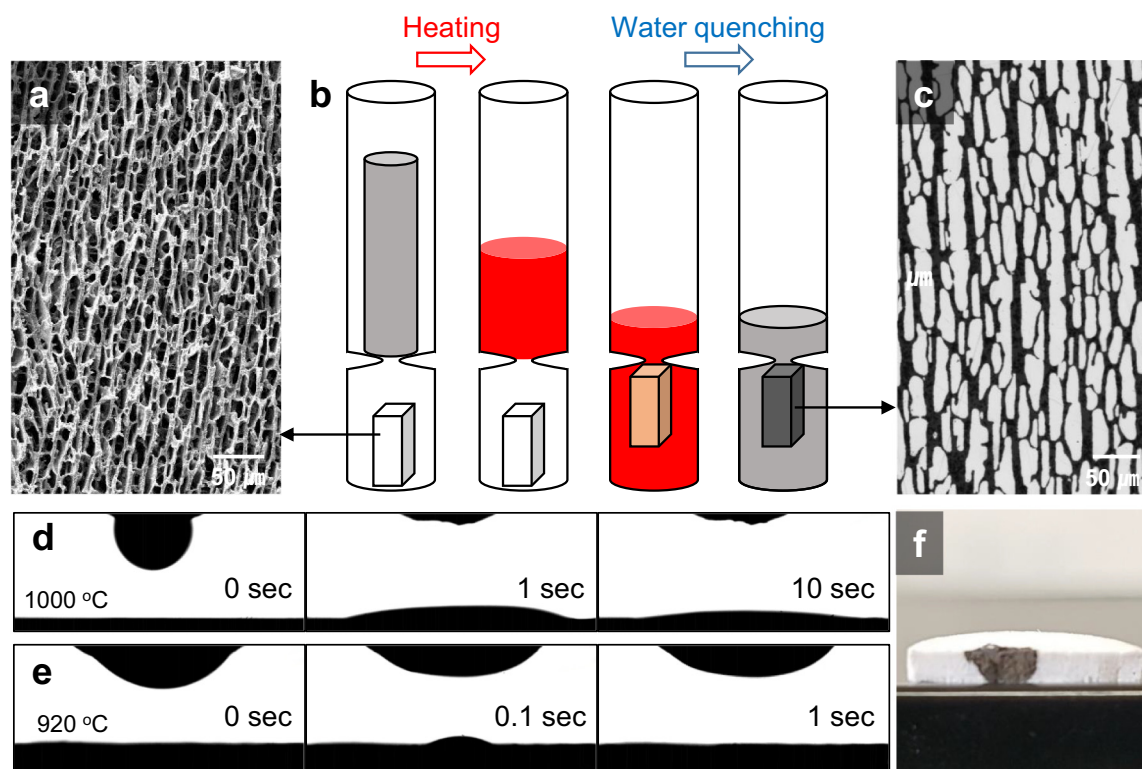 Heating
Water quenching
a
b
c
50 ㎛
㎛
50 ㎛
d
1000 °C
0 sec
1 sec
10 sec
e
920 °C
0 sec
0.1 sec
1 sec
f